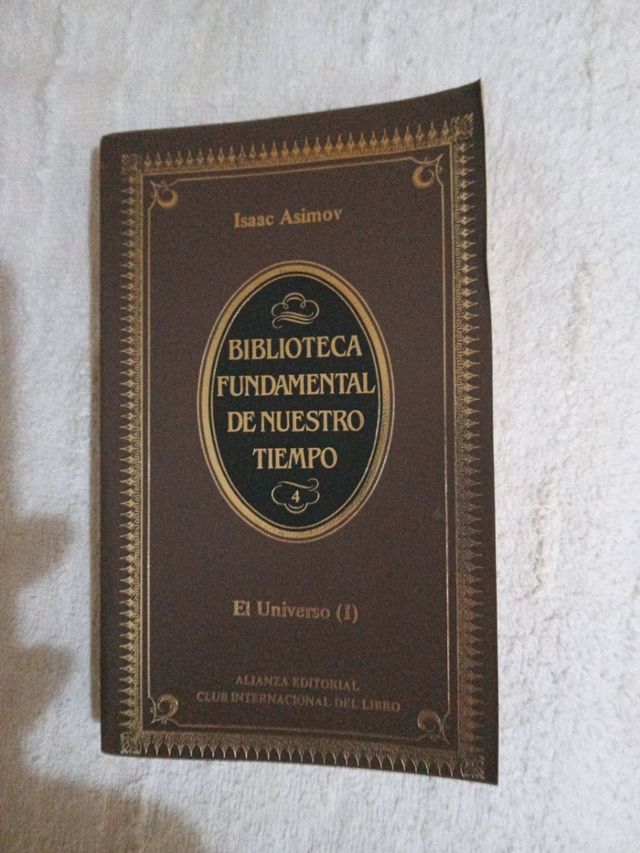 Isaac Asimov
BIBLIOTECA
FUNDAMENTAL
DE NUESTRO
TIEMPO
4
El Universo (I)
ALIANZA EDITORIAL
CLUB INTERNACIONAL DEL LIBRO